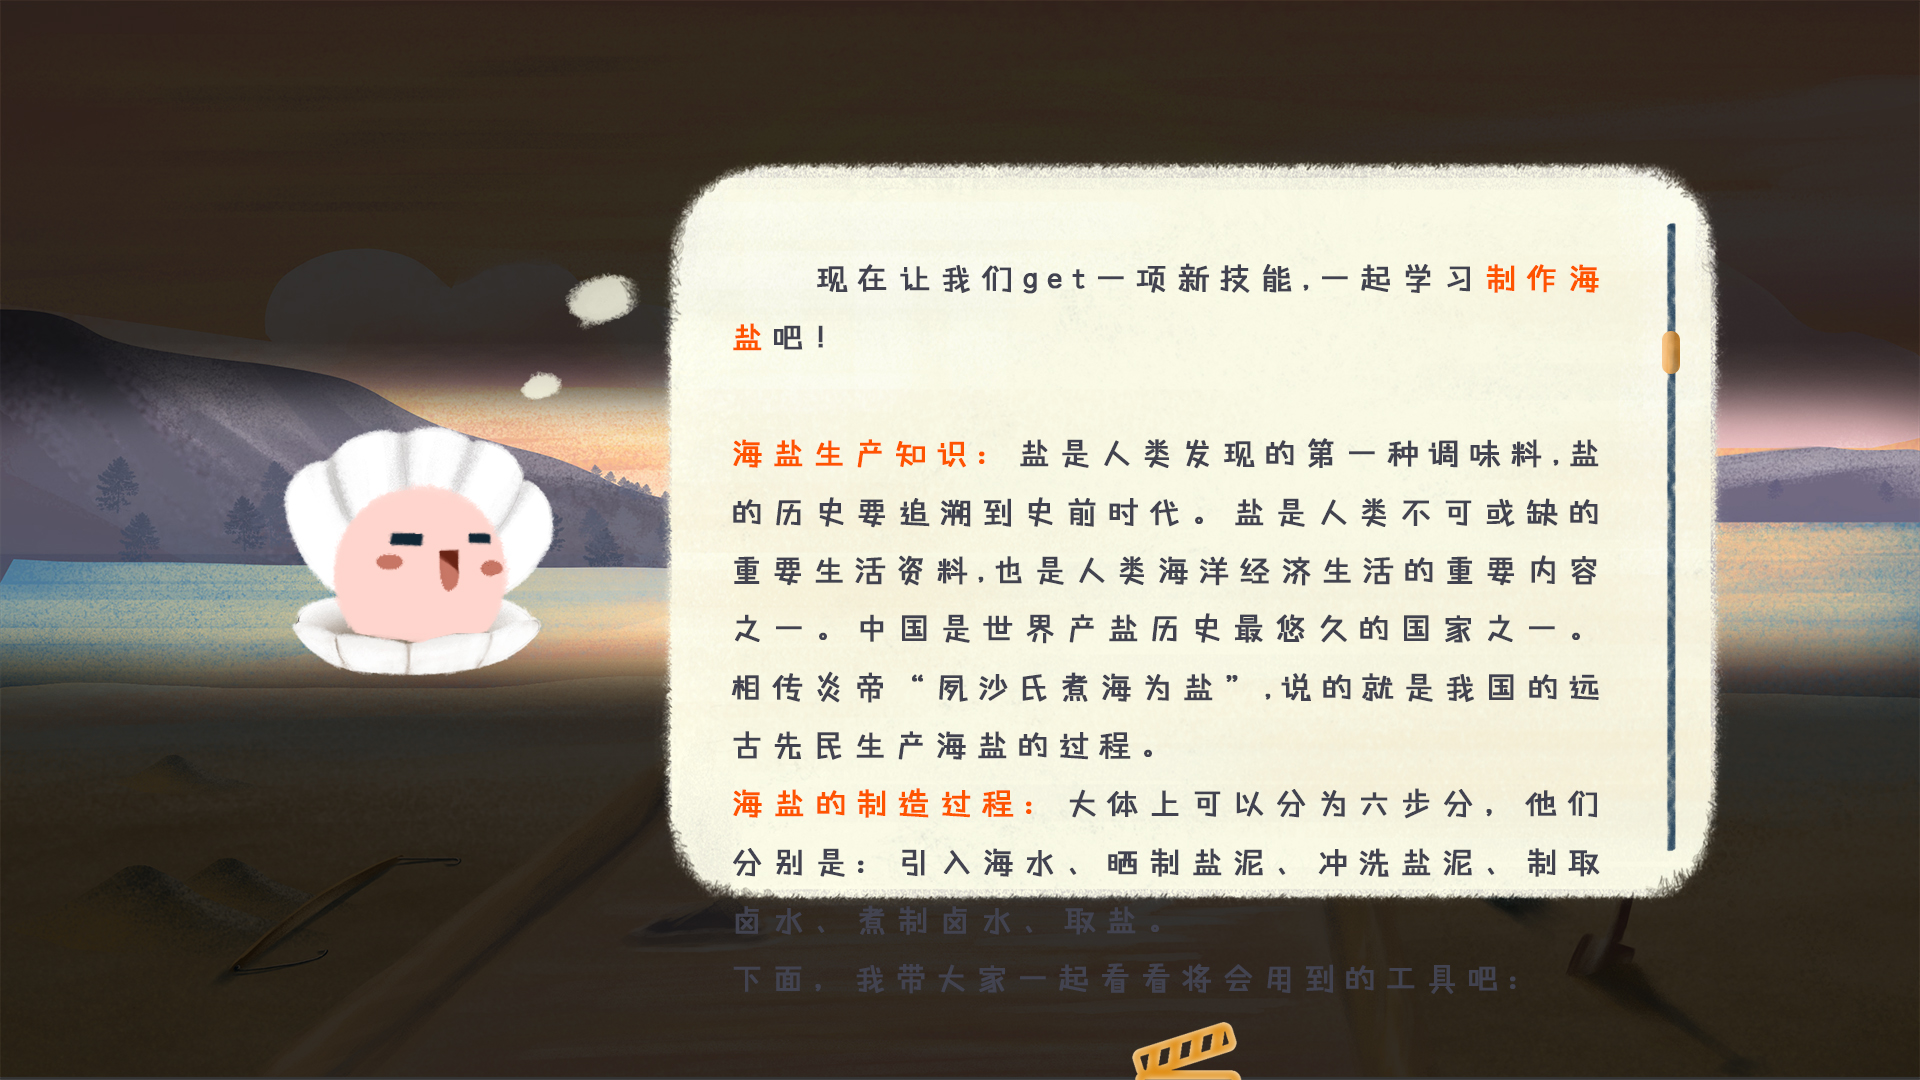 现在让我们get一项新技能,一起学习制作海
盐吧!
海盐生产知识:盐是人类发现的第一种调味料,盐
的历史要追溯到史前时代。盐是人类不可或缺的
重要生活资料,也是人类海洋经济生活的重要内容
之一。中国是世界产盐历史最悠久的国家之一。
相传炎帝“夙沙氏煮海为盐”,说的就是我国的远
古先民生产海盐的过程。
海盐的制造过程:大体上可以分为六步分,他们
分别是:引入海水、晒制盐泥、冲洗盐泥、制取
卤水、煮制卤水、取盐。
下面,我带大家一起看看将会用到的工具吧: